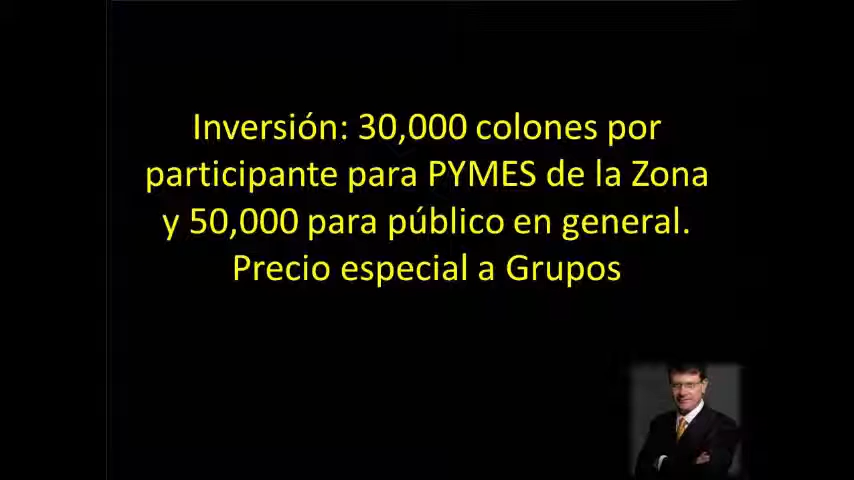 Inversión: 30,000 colones por
participante para PYMES de la Zona
y 50,000 para público en general.
Precio especial a Grupos